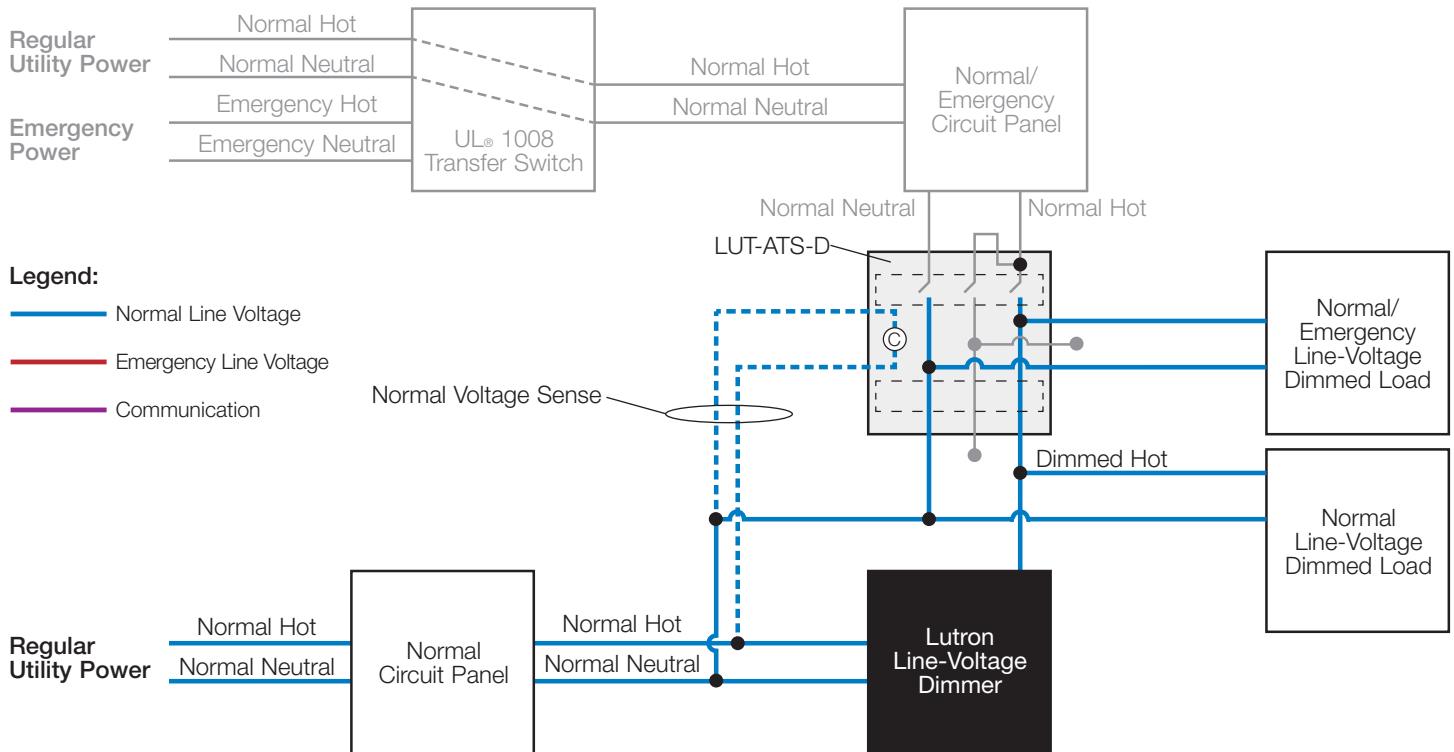 Regular
Utility Power
Normal Hot
Normal Neutral
Emergency
Power
Emergency Hot
Emergency Neutral
UL® 1008
Transfer Switch
Normal Hot
Normal Neutral
Normal/
Emergency
Circuit Panel
Normal Neutral
Normal Hot
LUT-ATS-D
Legend:
Normal Line Voltage
Emergency Line Voltage
Communication
C
Normal Voltage Sense
Normal/
Emergency
Line-Voltage
Dimmed Load
Dimmed Hot
Normal
Line-Voltage
Dimmed Load
Regular
Utility Power
Normal Hot
Normal Neutral
Normal
Circuit Panel
Normal Hot
Normal Neutral
Lutron
Line-Voltage
Dimmer